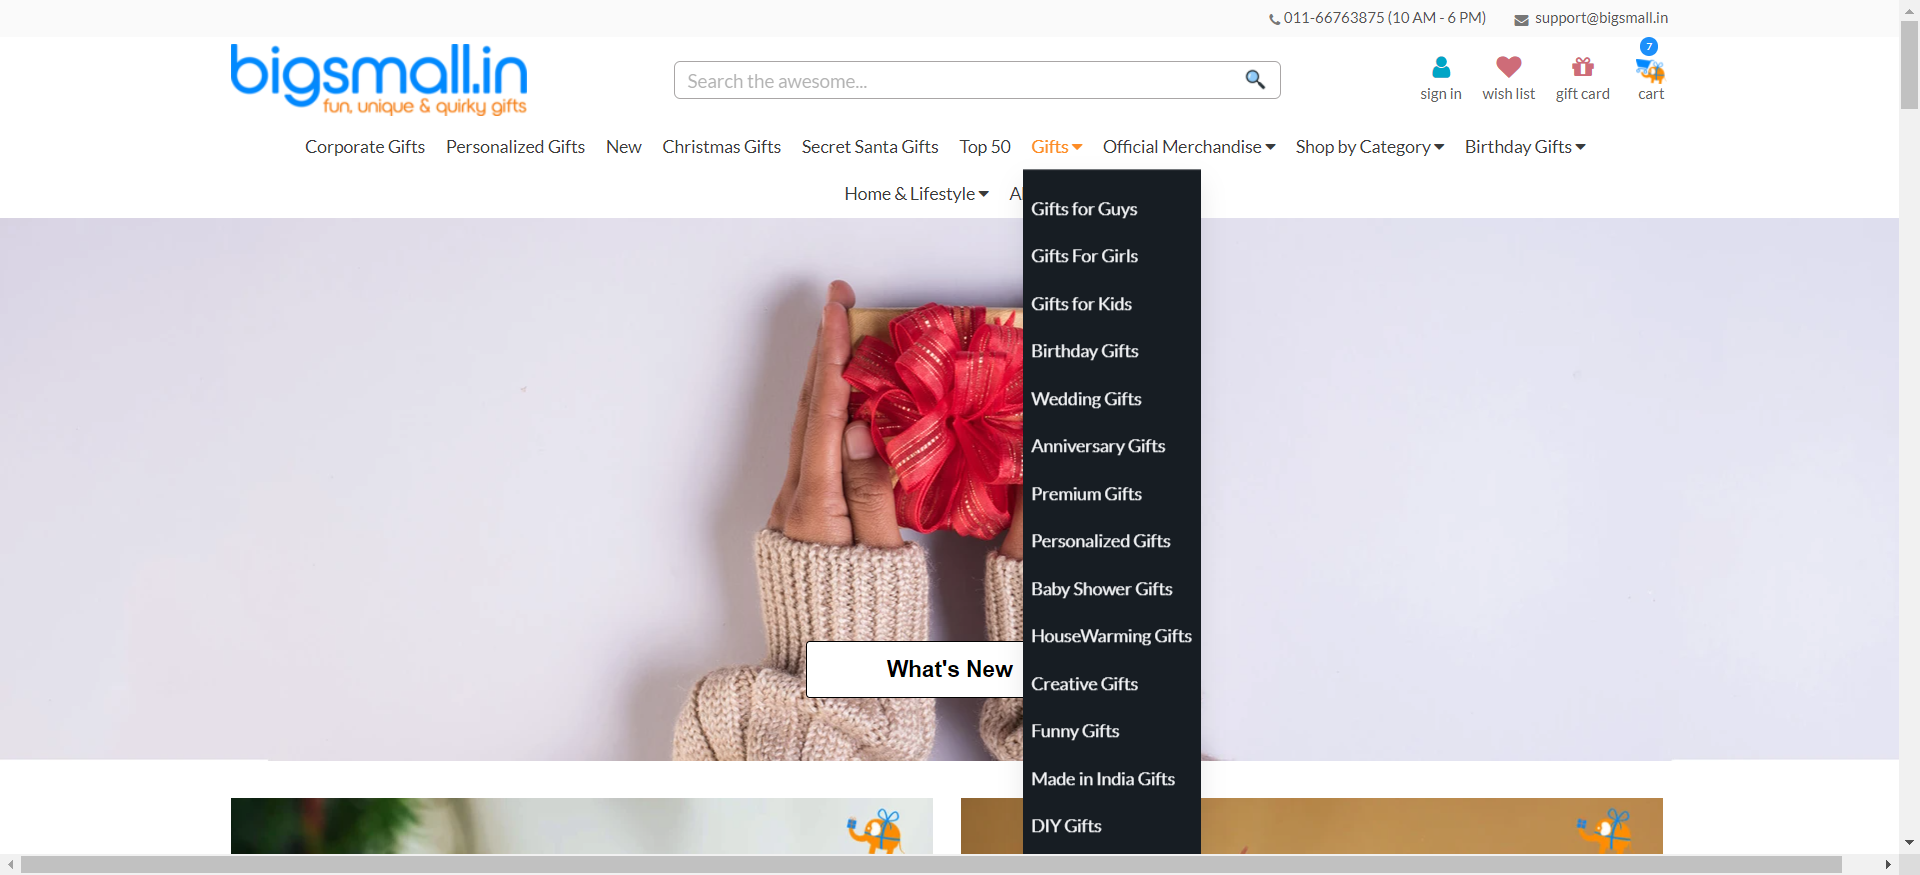 011-66763875 (10 AM - 6 PM) support@bigsmall.in
bigsmall.in
fun, unique & quirky gifts
Search the awesome...
7
sign in wish list gift card cart
Corporate Gifts Personalized Gifts New Christmas Gifts Secret Santa Gifts Top 50 Gifts Official Merchandise Shop by Category Birthday Gifts
Home & Lifestyle
Gifts for Guys
Gifts For Girls
Gifts for Kids
Birthday Gifts
Wedding Gifts
Anniversary Gifts
Premium Gifts
Personalized Gifts
Baby Shower Gifts
HouseWarming Gifts
What's New
Creative Gifts
Funny Gifts
Made in India Gifts
DIY Gifts